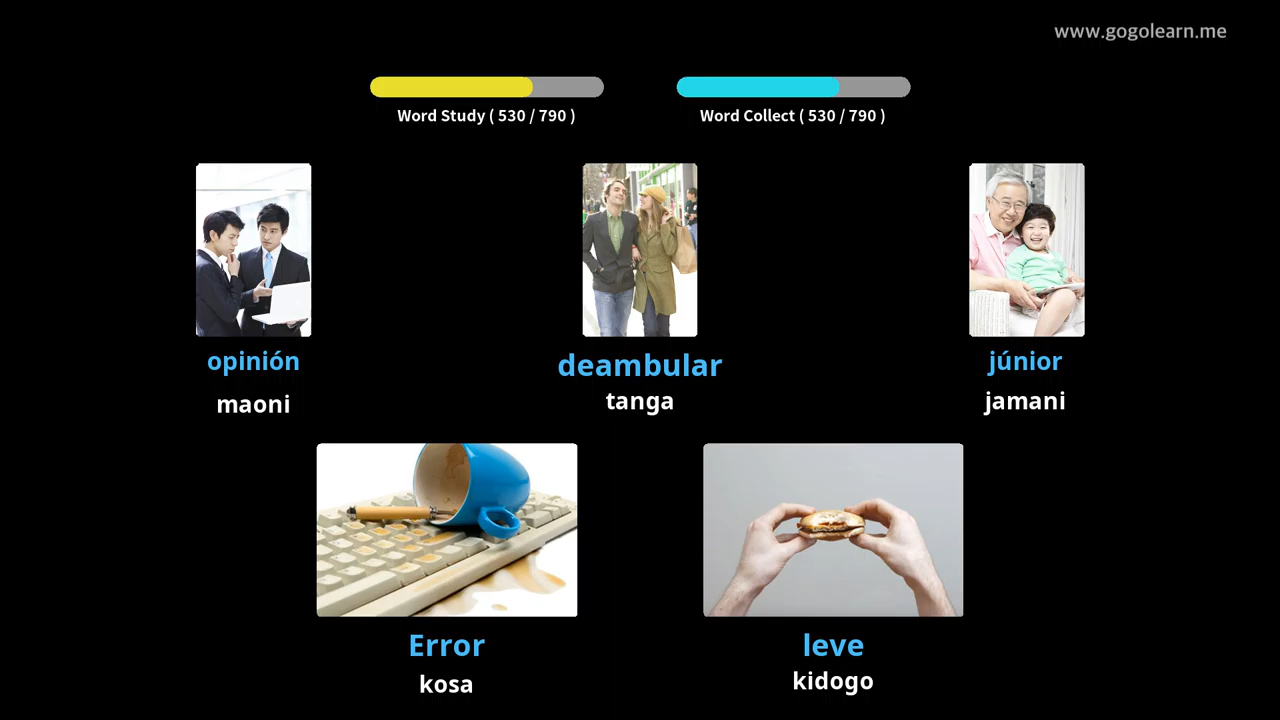 www.gogolearn.me
Word Study ( 530 / 790 )
Word Collect ( 530 / 790 )
opinión
maoni
deambular
tanga
júnior
jamani
Error
kosa
leve
kidogo